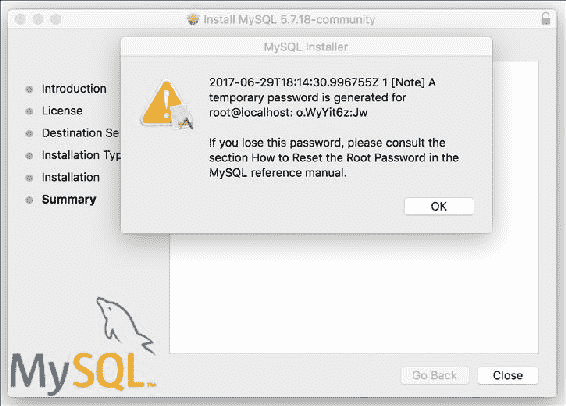 Install MySQL 5.7.18-community
MySQL Installer
2017-06-29T18:14:30.996755Z 1 [Note] A
temporary password is generated for
root@localhost: o.WyYit6z:Jw
If you lose this password, please consult the
section How to Reset the Root Password in the
MySQL reference manual.
OK
Introduction
License
Destination Se
Installation Typ
Installation
Summary
MySQL™
Go Back
Close